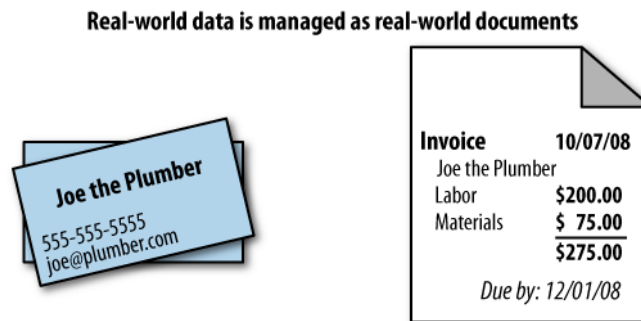 Real-world data is managed as real-world documents
Joe the Plumber
555-555-5555
joe@plumber.com
Invoice 10/07/08
Joe the Plumber
Labor $200.00
Materials $ 75.00
$275.00
Due by: 12/01/08